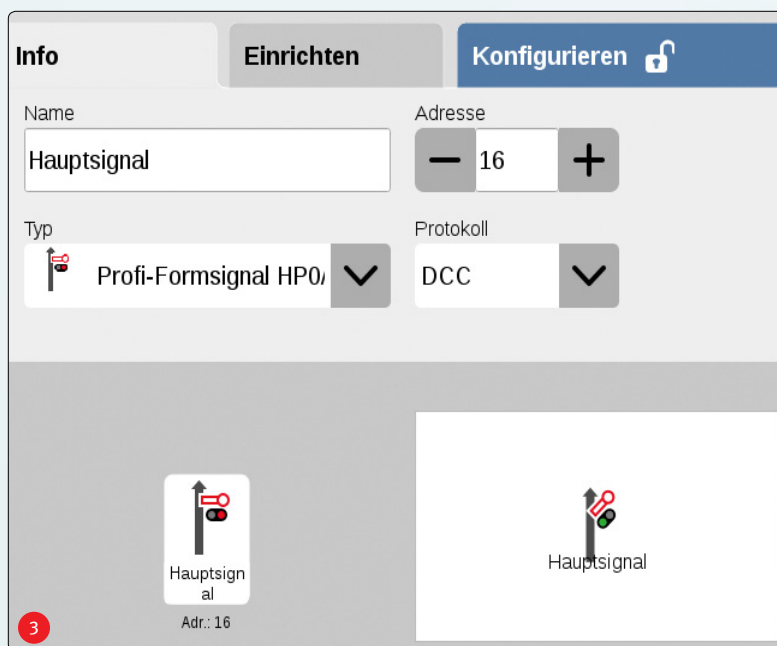 Info
Einrichten
Konfigurieren
Name
Adresse
Hauptsignal
16
Typ
Protokoll
Profi-Formsignal HP0/
DCC
Hauptsign
al
Adr.: 16
Hauptsignal
3